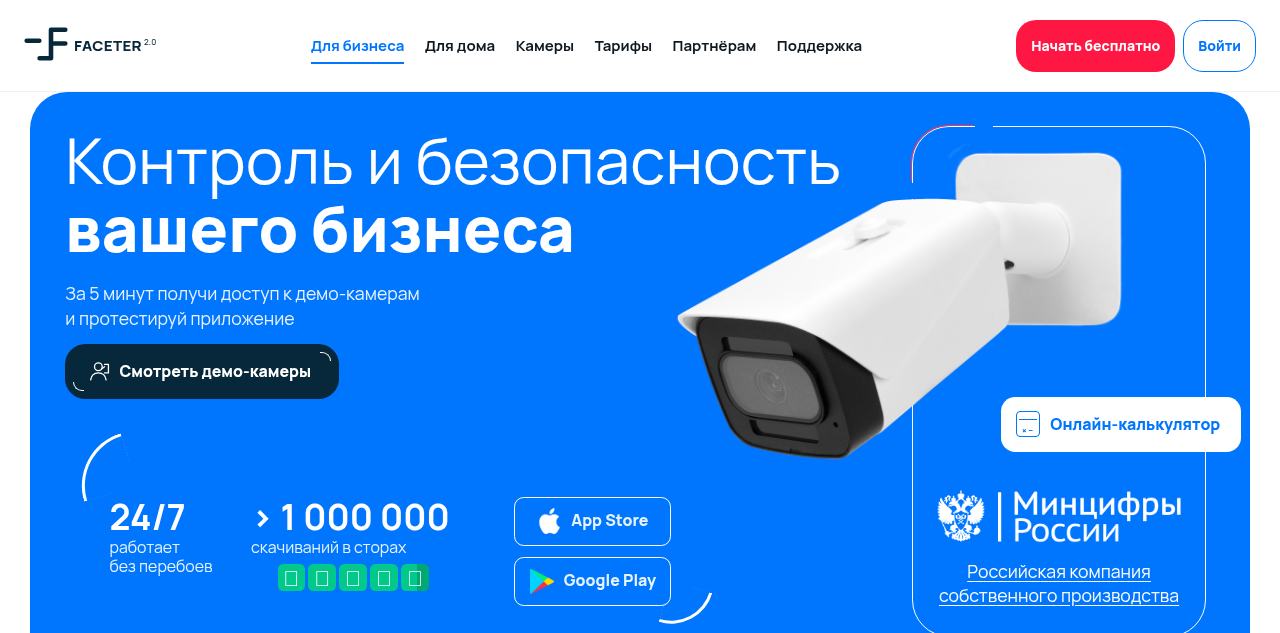 FACETER 2.0
Для бизнеса
Для дома
Камеры
Тарифы
Партнёрам
Поддержка
Начать бесплатно
Войти
Контроль и безопасность
вашего бизнеса
За 5 минут получи доступ к демо-камерам
и протестируй приложение
Смотреть демо-камеры
Онлайн-калькулятор
24/7
работает
без перебоев
> 1 000 000
скачиваний в сторах
App Store
Google Play
Минцифры
России
Российская компания
собственного производства